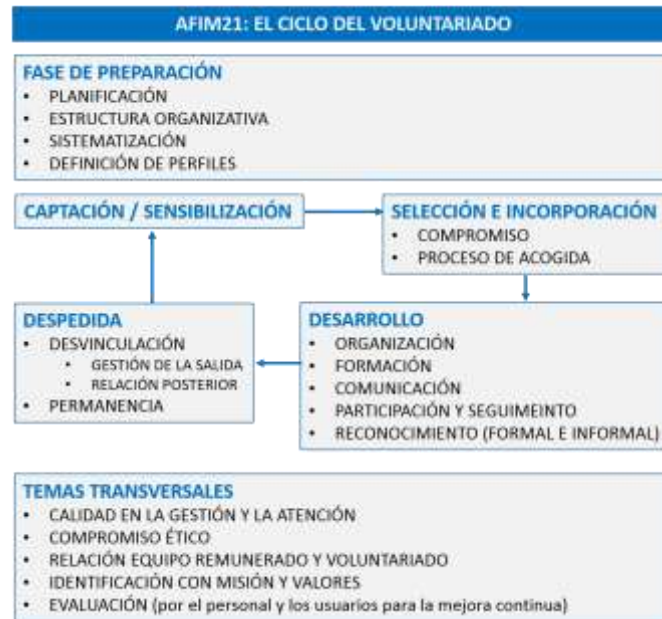 AFIM21: EL CICLO DEL VOLUNTARIADO
FASE DE PREPARACIÓN
• PLANIFICACIÓN
• ESTRUCTURA ORGANIZATIVA
• SISTEMATIZACIÓN
• DEFINICIÓN DE PERFILES
CAPTACIÓN / SENSIBILIZACIÓN
SELECCIÓN E INCORPORACIÓN
• COMPROMISO
• PROCESO DE ACOGIDA
DESPEDIDA
• DESVINCULACIÓN
• GESTIÓN DE LA SALIDA
• RELACIÓN POSTERIOR
• PERMANENCIA
DESARROLLO
• ORGANIZACIÓN
• FORMACIÓN
• COMUNICACIÓN
• PARTICIPACIÓN Y SEGUIMEINTO
• RECONOCIMIENTO (FORMAL E INFORMAL)
TEMAS TRANSVERSALES
• CALIDAD EN LA GESTIÓN Y LA ATENCIÓN
• COMPROMISO ÉTICO
• RELACIÓN EQUIPO REMUNERADO Y VOLUNTARIADO
• IDENTIFICACIÓN CON MISIÓN Y VALORES
• EVALUACIÓN (por el personal y los usuarios para la mejora continua)